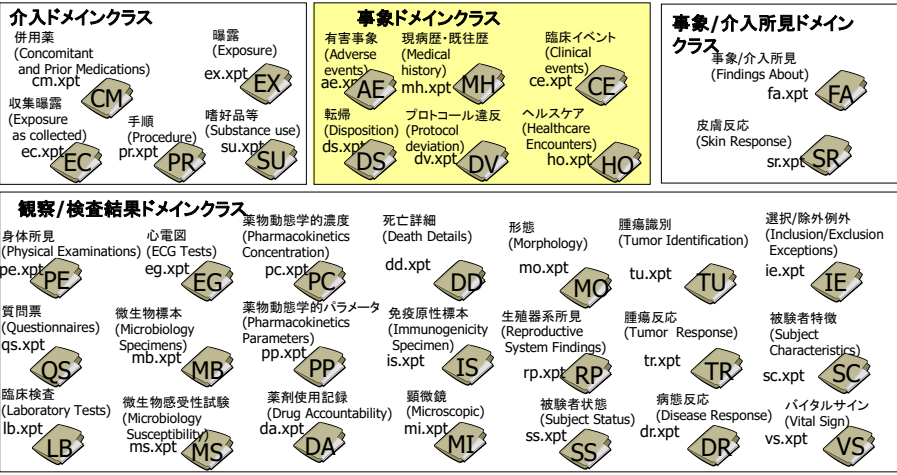 介入ドメインクラス
併用薬
(Concomitant
and Prior Medications)
cm.xpt
CM
曝露
(Exposure)
ex.xpt
EX
収集曝露
(Exposure
as collected)
ec.xpt
EC
手順
(Procedure)
pr.xpt
PR
嗜好品等
(Substance use)
su.xpt
SU
事象ドメインクラス
有害事象
(Adverse
events)
ae.xpt
AE
現病歴・既往歴
(Medical
history)
mh.xpt
MH
臨床イベント
(Clinical
events)
ce.xpt
CE
転帰
(Disposition)
ds.xpt
DS
プロトコール違反
(Protocol
deviation)
dv.xpt
DV
ヘルスケア
(Healthcare
Encounters)
ho.xpt
HO
事象/介入所見ドメイン
クラス
事象/介入所見
(Findings About)
fa.xpt
FA
皮膚反応
(Skin Response)
sr.xpt
SR
観察/検査結果ドメインクラス
身体所見
(Physical Examinations)
pe.xpt
PE
心電図
(ECG Tests)
eg.xpt
EG
薬物動態学的濃度
(Pharmacokinetics
Concentration)
pc.xpt
PC
死亡詳細
(Death Details)
dd.xpt
DD
形態
(Morphology)
mo.xpt
MO
腫瘍識別
(Tumor Identification)
tu.xpt
TU
選択/除外例外
(Inclusion/Exclusion
Exceptions)
ie.xpt
IE
質問票
(Questionnaires)
qs.xpt
QS
微生物標本
(Microbiology
Specimens)
mb.xpt
MB
薬物動態学的パラメータ
(Pharmacokinetics
Parameters)
pp.xpt
PP
免疫原性標本
(Immunogenicity
Specimen)
is.xpt
IS
生殖器系所見
(Reproductive
System Findings)
rp.xpt
RP
腫瘍反応
(Tumor Response)
tr.xpt
TR
被験者特徴
(Subject
Characteristics)
sc.xpt
SC
臨床検査
(Laboratory Tests)
lb.xpt
LB
微生物感受性試験
(Microbiology
Susceptibility)
ms.xpt
MS
薬剤使用記録
(Drug Accountability)
da.xpt
DA
顕微鏡
(Microscopic)
mi.xpt
MI
被験者状態
(Subject Status)
ss.xpt
SS
病態反応
(Disease Response)
dr.xpt
DR
バイタルサイン
(Vital Sign)
vs.xpt
VS